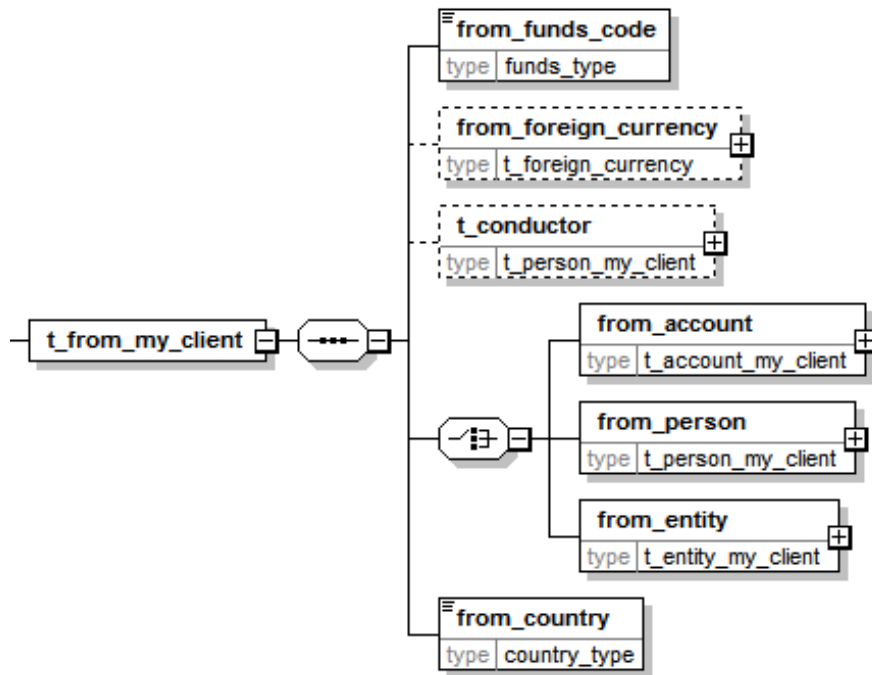 from_funds_code
type funds_type
from_foreign_currency
type t_foreign_currency
t_conductor
type t_person_my_client
t_from_my_client
from_account
type t_account_my_client
from_person
type t_person_my_client
from_entity
type t_entity_my_client
from_country
type country_type